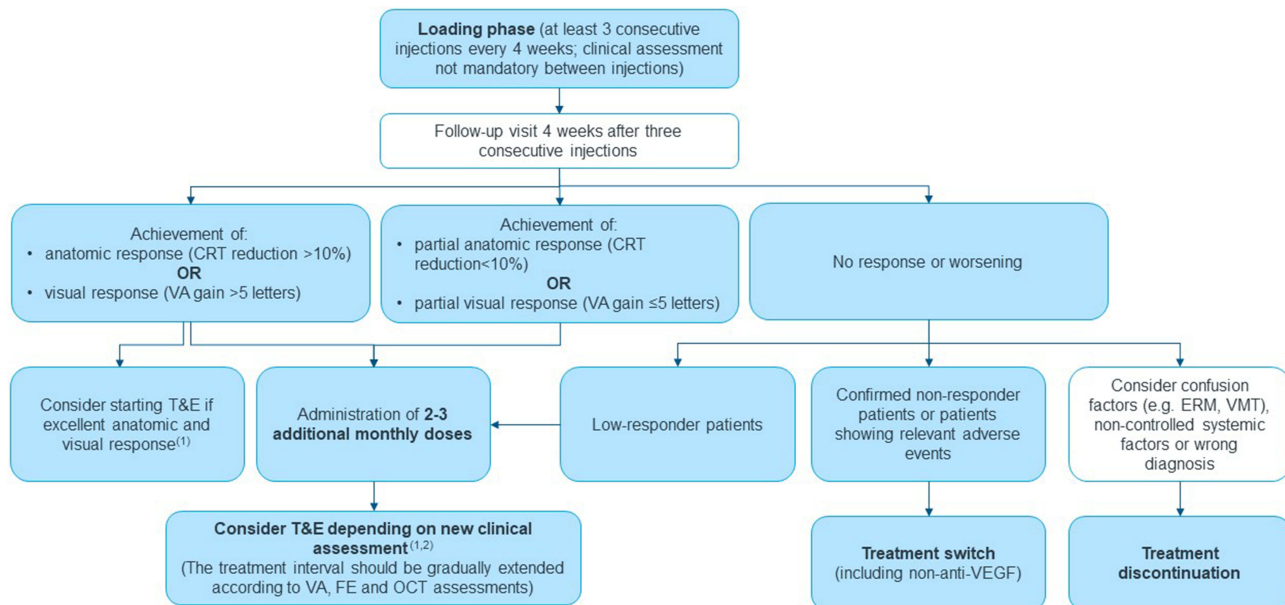 Loading phase (at least 3 consecutive
injections every 4 weeks; clinical assessment
not mandatory between injections)
Follow-up visit 4 weeks after three
consecutive injections
Achievement of:
• anatomic response (CRT reduction >10%)
OR
• visual response (VA gain >5 letters)
Achievement of:
• partial anatomic response (CRT
reduction<10%)
OR
• partial visual response (VA gain ≤5 letters)
No response or worsening
Consider starting T&E if
excellent anatomic and
visual response(1)
Administration of 2-3
additional monthly doses
Low-responder patients
Confirmed non-responder
patients or patients
showing relevant adverse
events
Consider confusion
factors (e.g. ERM, VMT),
non-controlled systemic
factors or wrong
diagnosis
Consider T&E depending on new clinical
assessment(1,2)
(The treatment interval should be gradually extended
according to VA, FE and OCT assessments)
Treatment switch
(including non-anti-VEGF)
Treatment
discontinuation